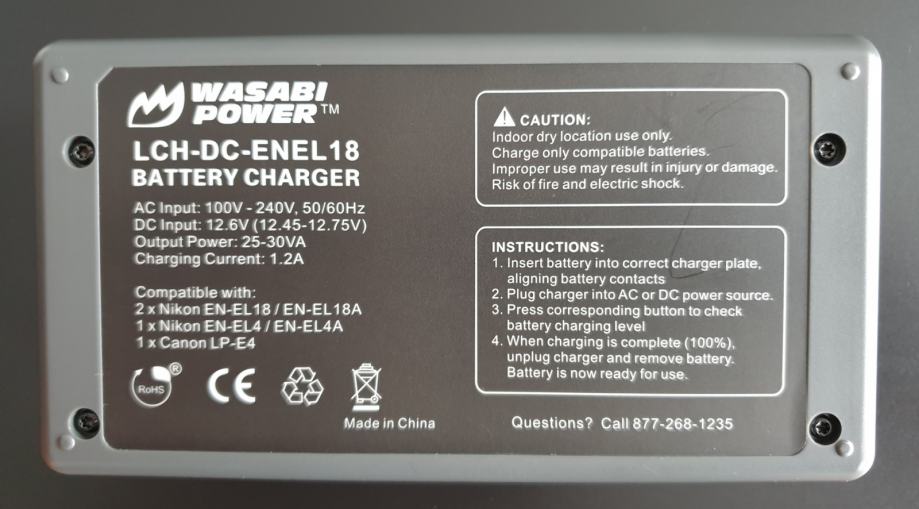 WASABI
POWER™
LCH-DC-ENEL18
BATTERY CHARGER
AC Input: 100V - 240V, 50/60Hz
DC Input: 12.6V (12.45-12.75V)
Output Power: 25-30VA
Charging Current: 1.2A
Compatible with:
2 x Nikon EN-EL18 / EN-EL18A
1 x Nikon EN-EL4 / EN-EL4A
1 x Canon LP-E4
RoHS ®
CE
Made in China
CAUTION:
Indoor dry location use only.
Charge only compatible batteries.
Improper use may result in injury or damage.
Risk of fire and electric shock.
INSTRUCTIONS:
1. Insert battery into correct charger plate,
aligning battery contacts
2. Plug charger into AC or DC power source.
3. Press corresponding button to check
battery charging level
4. When charging is complete (100%),
unplug charger and remove battery.
Battery is now ready for use.
Questions? Call 877-268-1235